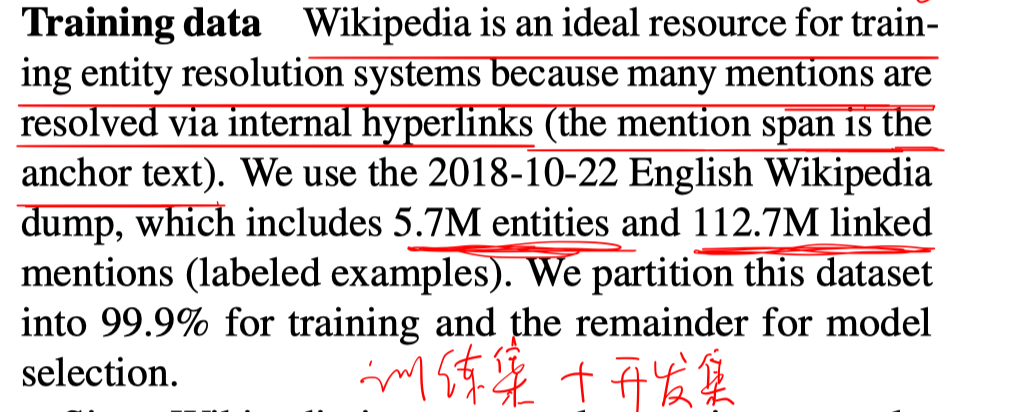 Training data Wikipedia is an ideal resource for train-
ing entity resolution systems because many mentions are
resolved via internal hyperlinks (the mention span is the
anchor text). We use the 2018-10-22 English Wikipedia
dump, which includes 5.7M entities and 112.7M linked
mentions (labeled examples). We partition this dataset
into 99.9% for training and the remainder for model
selection.
训练集 + 开发集